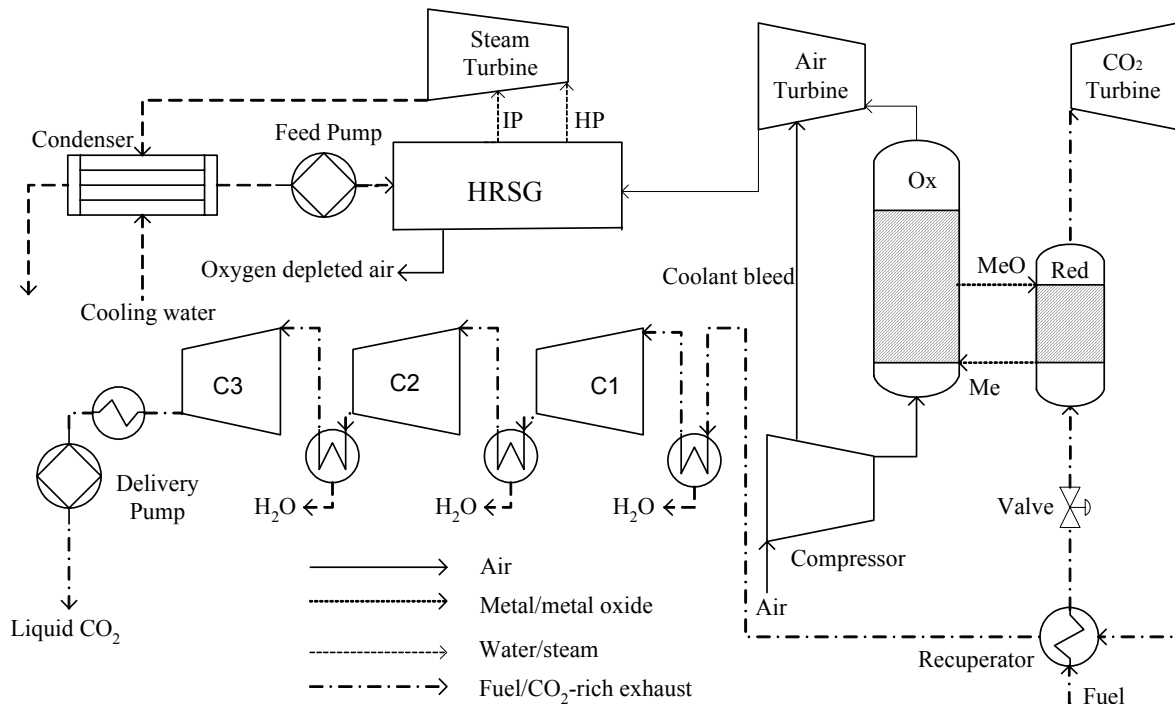 Steam
Turbine
Air
Turbine
CO2
Turbine
IP
HP
Condenser
Feed Pump
HRSG
Ox
Red
MeO
Me
Oxygen depleted air
Coolant bleed
Cooling water
C3
C2
C1
Delivery
Pump
H2O
H2O
H2O
Valve
Compressor
Air
Liquid CO2
Recuperator
Fuel
Air
Metal/metal oxide
Water/steam
Fuel/CO2-rich exhaust